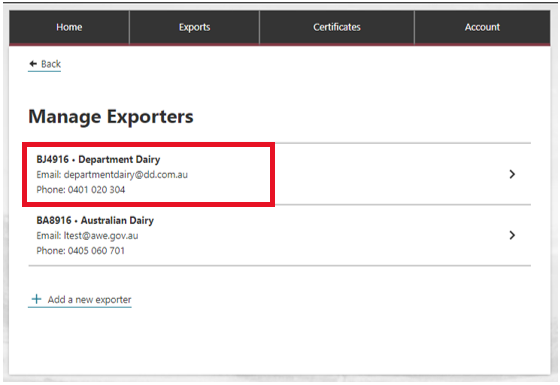 Home Exports Certificates Account
Back
Manage Exporters
BJ4916 • Department Dairy
Email: departmentdairy@dd.com.au
Phone: 0401 020 304
BA8916 • Australian Dairy
Email: ltest@awe.gov.au
Phone: 0405 060 701
Add a new exporter